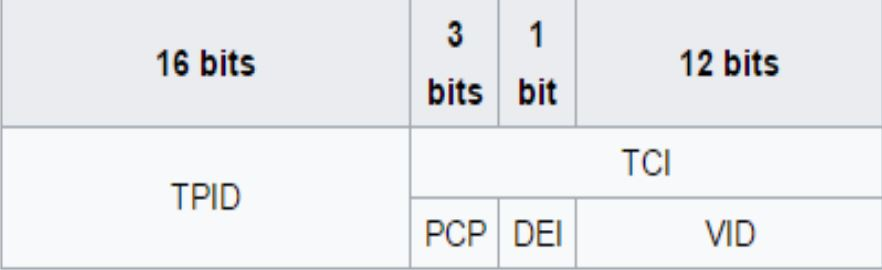 16 bits
3 bits
1 bit
12 bits
TPID
TCI
PCP
DEI
VID